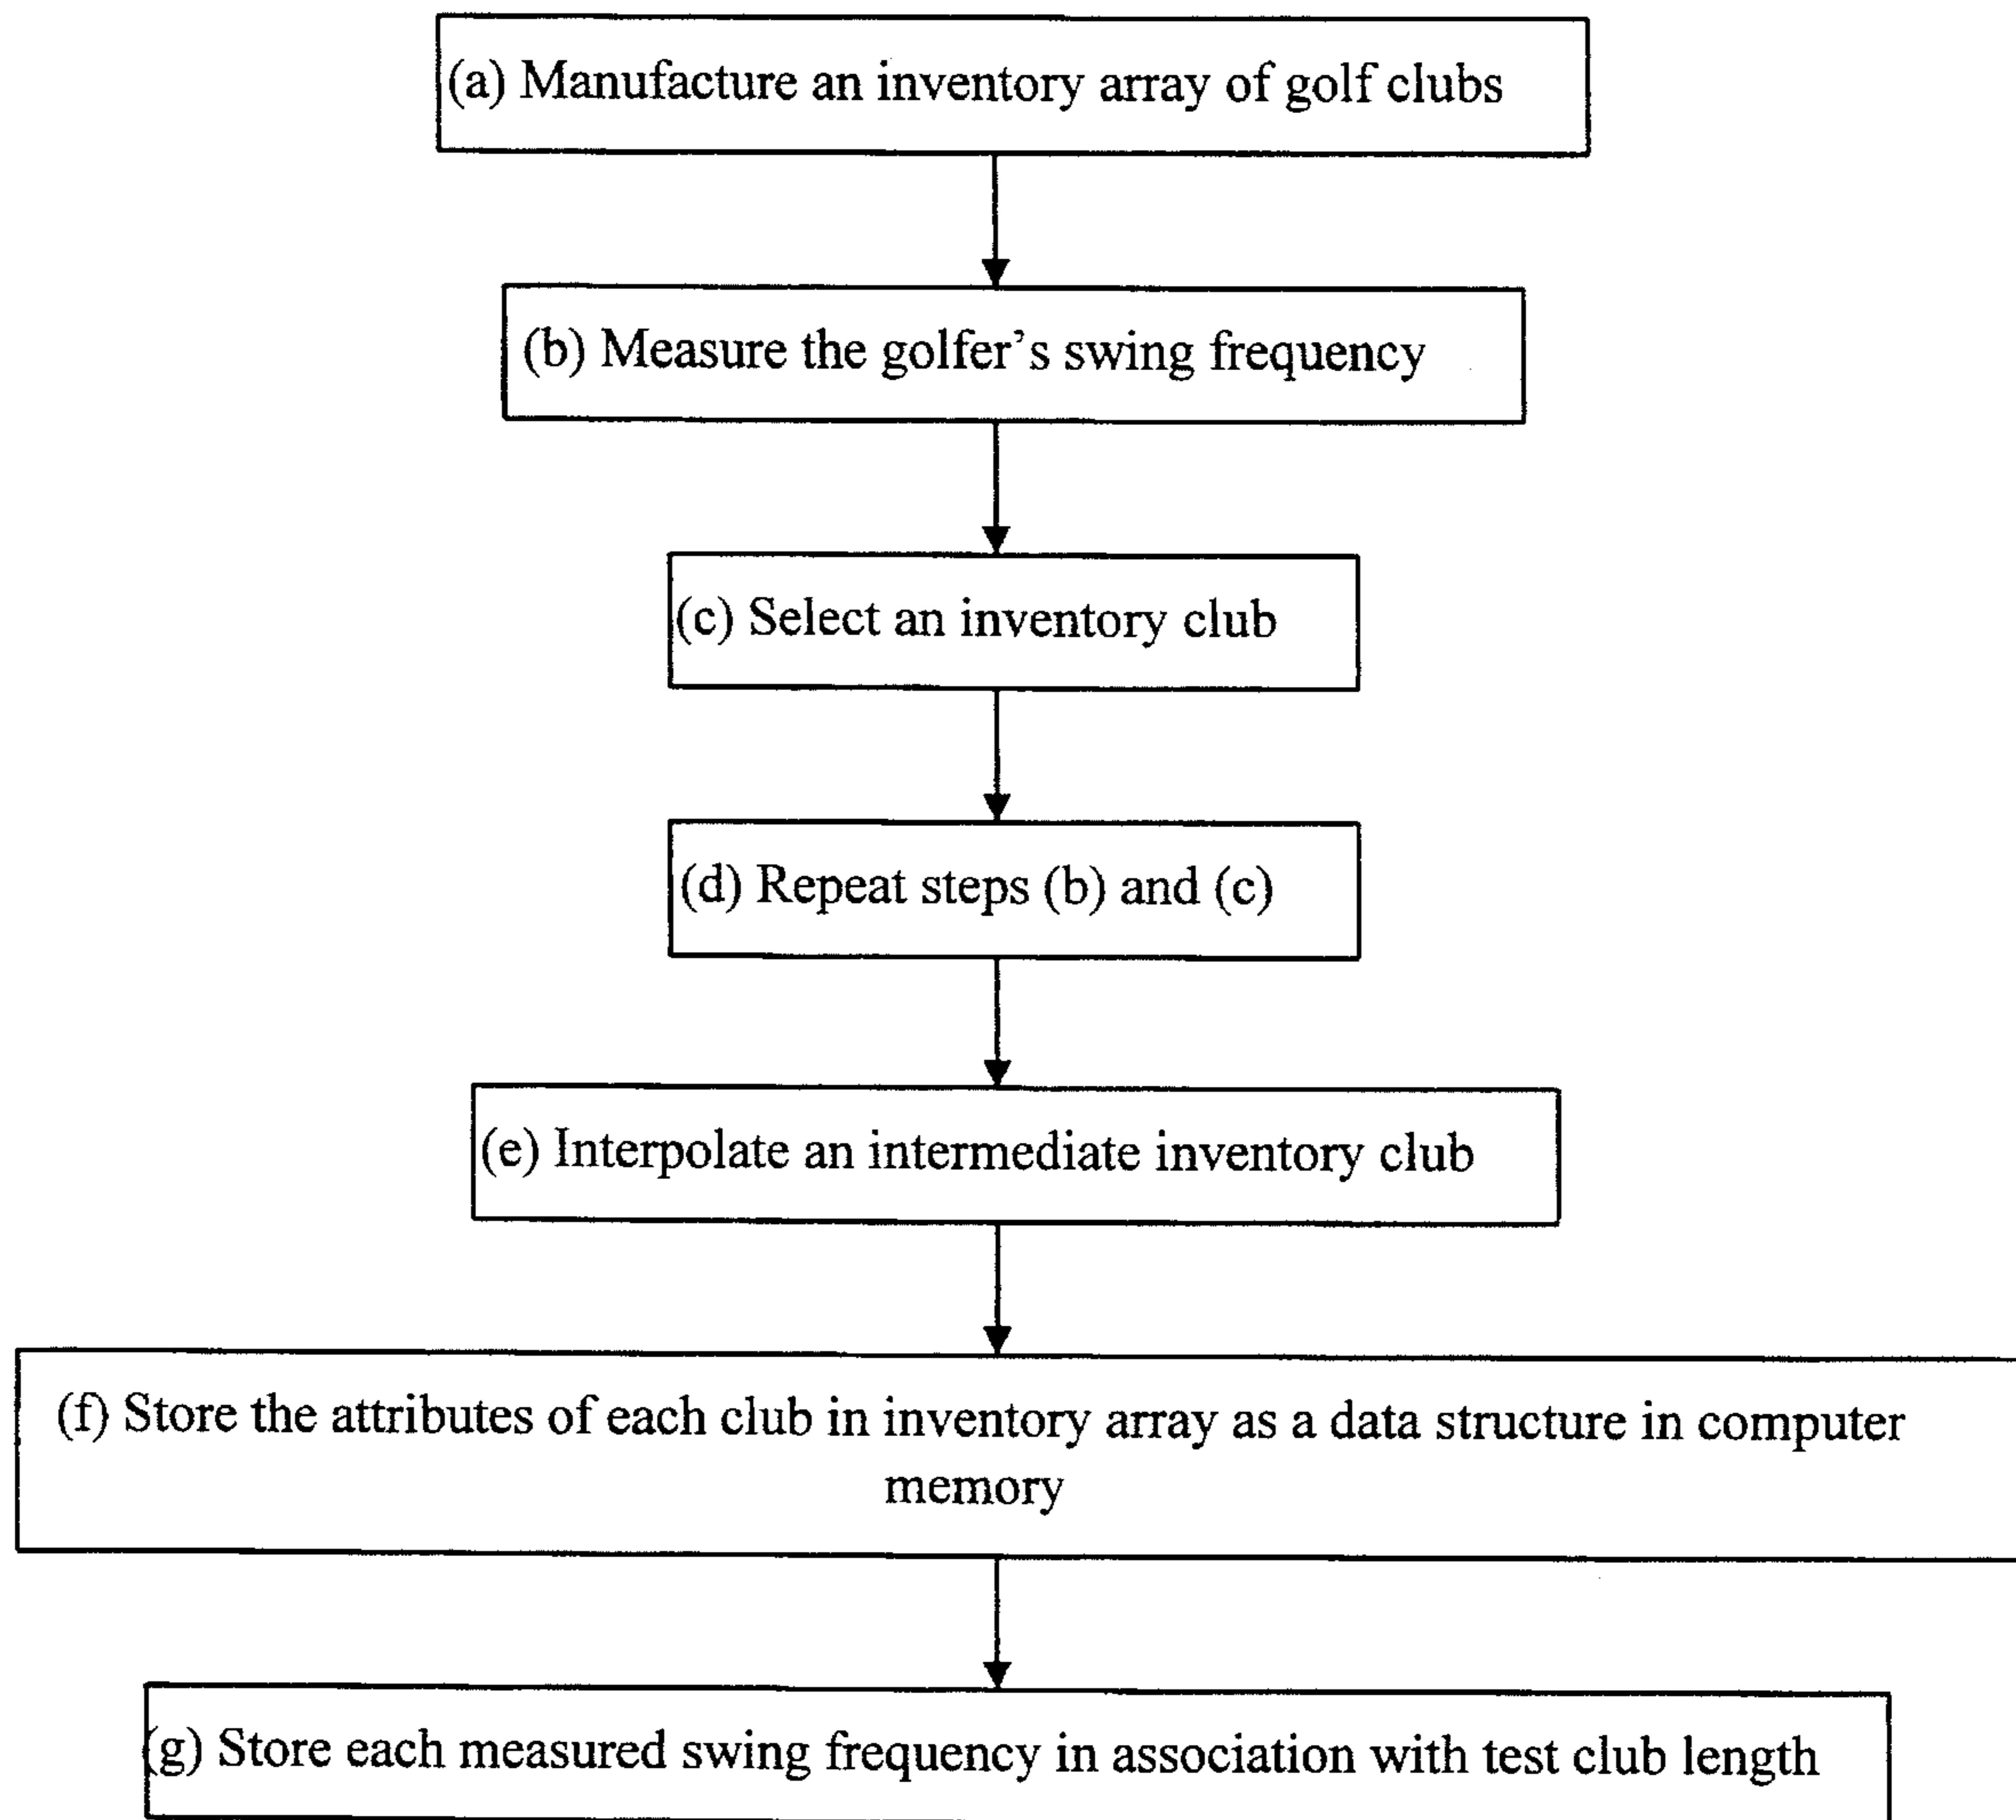 (a) Manufacture an inventory array of golf clubs
(b) Measure the golfer's swing frequency
(c) Select an inventory club
(d) Repeat steps (b) and (c)
(e) Interpolate an intermediate inventory club
(f) Store the attributes of each club in inventory array as a data structure in computer
memory
(g) Store each measured swing frequency in association with test club length